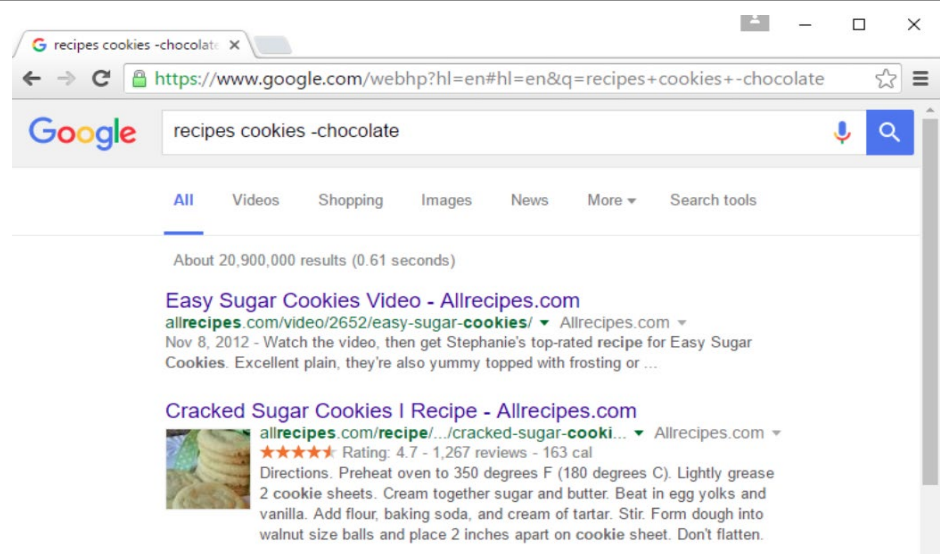 recipes cookies -chocolate
https://www.google.com/webhp?hl=en#hl=en&q=recipes+cookies+-chocolate
Google recipes cookies -chocolate
All Videos Shopping Images News More Search tools
About 20,900,000 results (0.61 seconds)
Easy Sugar Cookies Video - Allrecipes.com
allrecipes.com/video/2652/easy-sugar-cookies/ Allrecipes.com
Nov 8, 2012 - Watch the video, then get Stephanie's top-rated recipe for Easy Sugar
Cookies. Excellent plain, they're also yummy topped with frosting or ...
Cracked Sugar Cookies I Recipe - Allrecipes.com
allrecipes.com/recipe/.../cracked-sugar-cooki... Allrecipes.com
Rating: 4.7 - 1,267 reviews - 163 cal
Directions. Preheat oven to 350 degrees F (180 degrees C). Lightly grease
2 cookie sheets. Cream together sugar and butter. Beat in egg yolks and
vanilla. Add flour, baking soda, and cream of tartar. Stir. Form dough into
walnut size balls and place 2 inches apart on cookie sheet. Don't flatten.